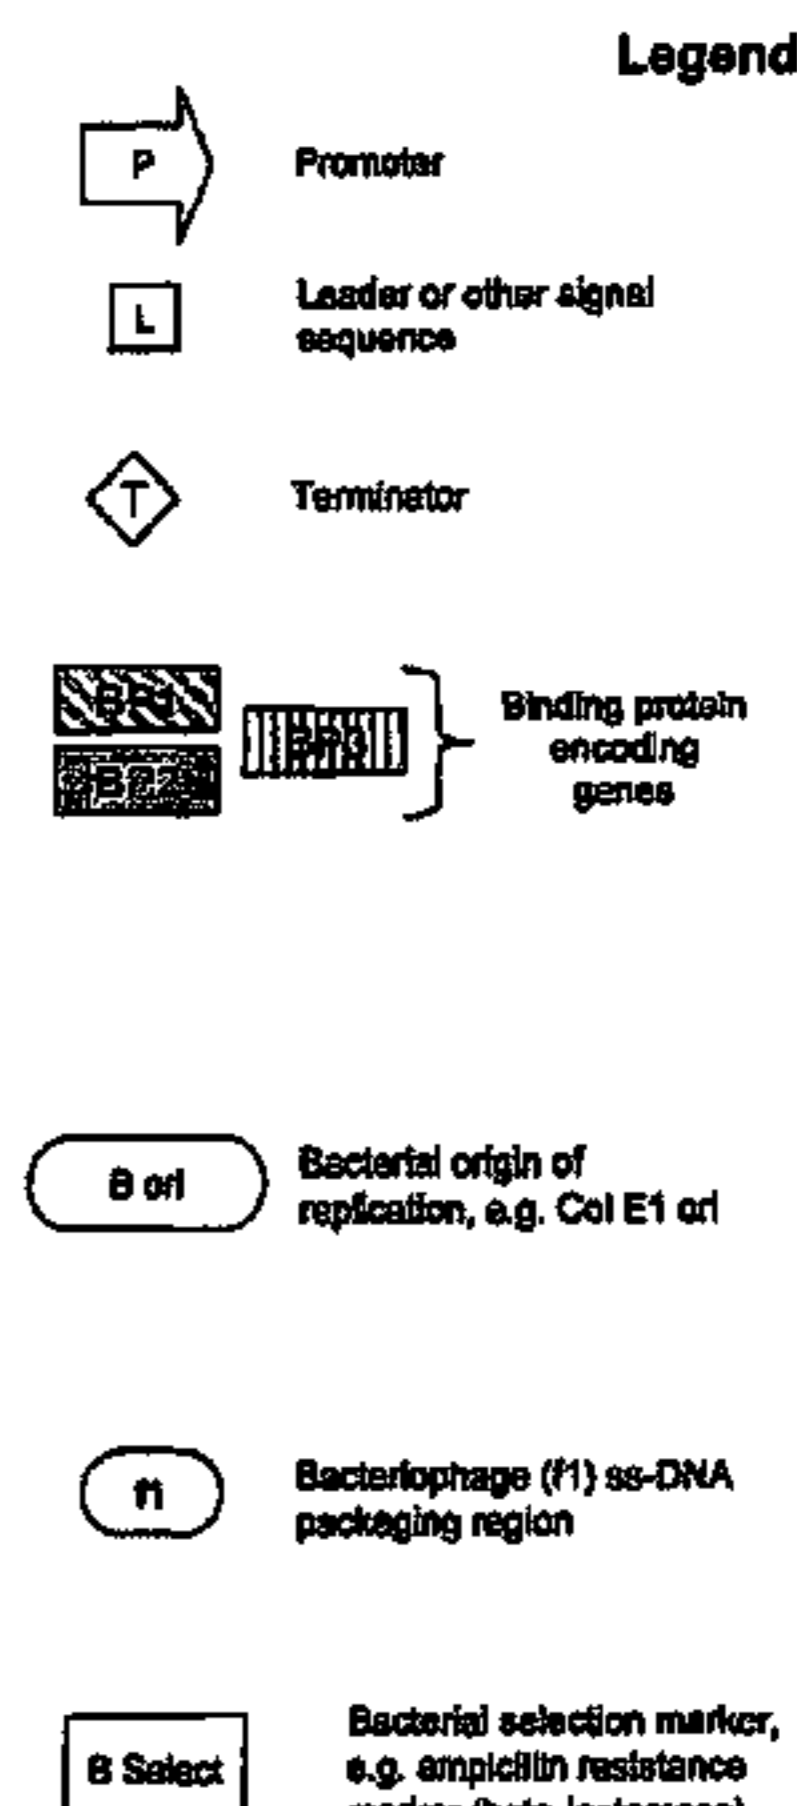 Legend
P Promoter
L Leader or other signal
sequence
T Terminator
BP1
Binding protein
encoding
genes
B ori Bacterial origin of
replication, e.g. Col E1 ori
f1 Bacteriophage (f1) ss-DNA
packaging region
B Select Bacterial selection marker,
e.g. ampicillin resistance